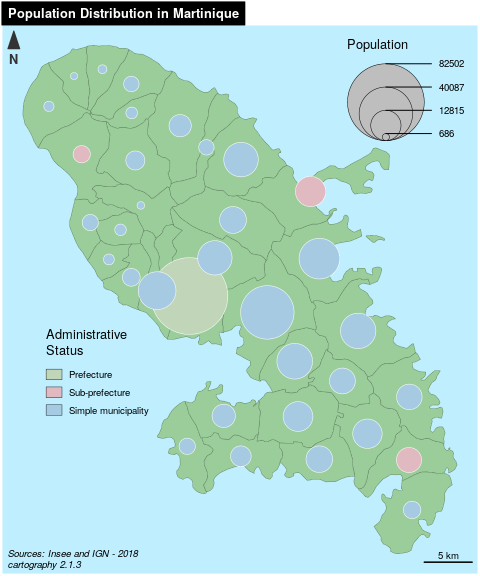 Population Distribution in Martinique
N
Population
82502
40087
12815
686
Administrative
Status
Prefecture
Sub-prefecture
Simple municipality
Sources: Insee and IGN - 2018
cartography 2.1.3
5 km